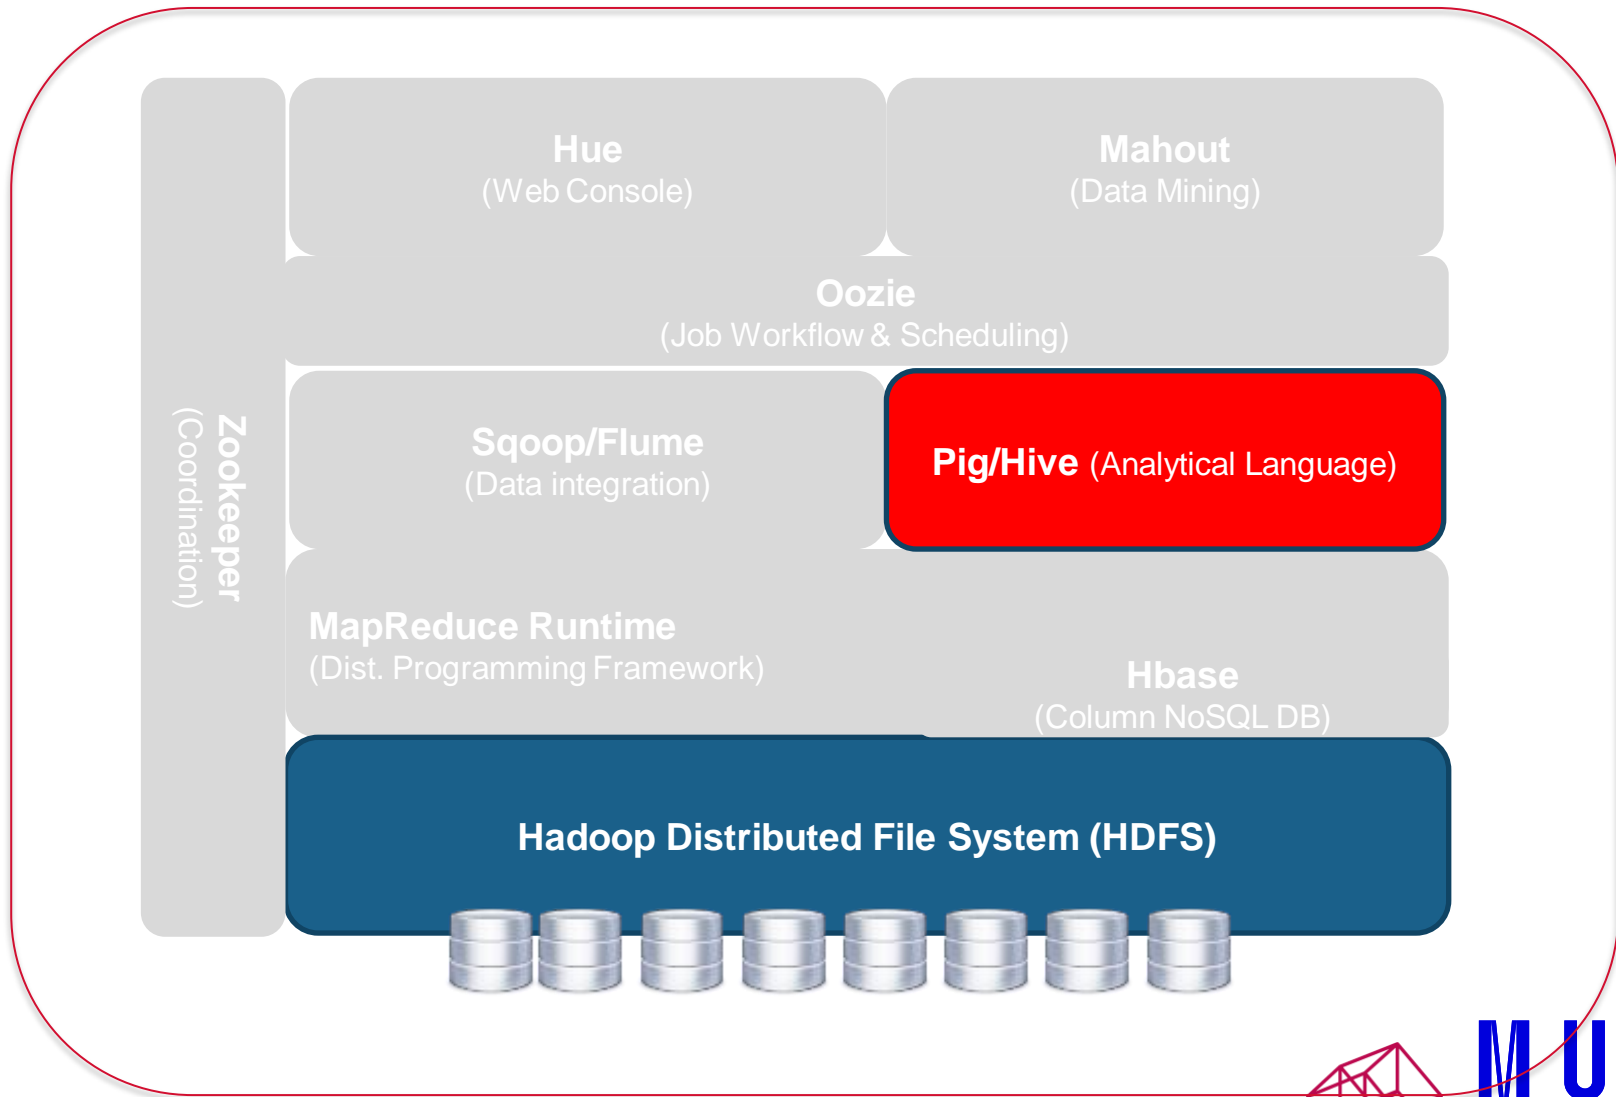 Hue
(Web Console)
Mahout
(Data Mining)
Oozie
(Job Workflow & Scheduling)
Zookeeper
(Coordination)
Sqoop/Flume
(Data integration)
Pig/Hive (Analytical Language)
MapReduce Runtime
(Dist. Programming Framework)
Hbase
(Column NoSQL DB)
Hadoop Distributed File System (HDFS)
MU